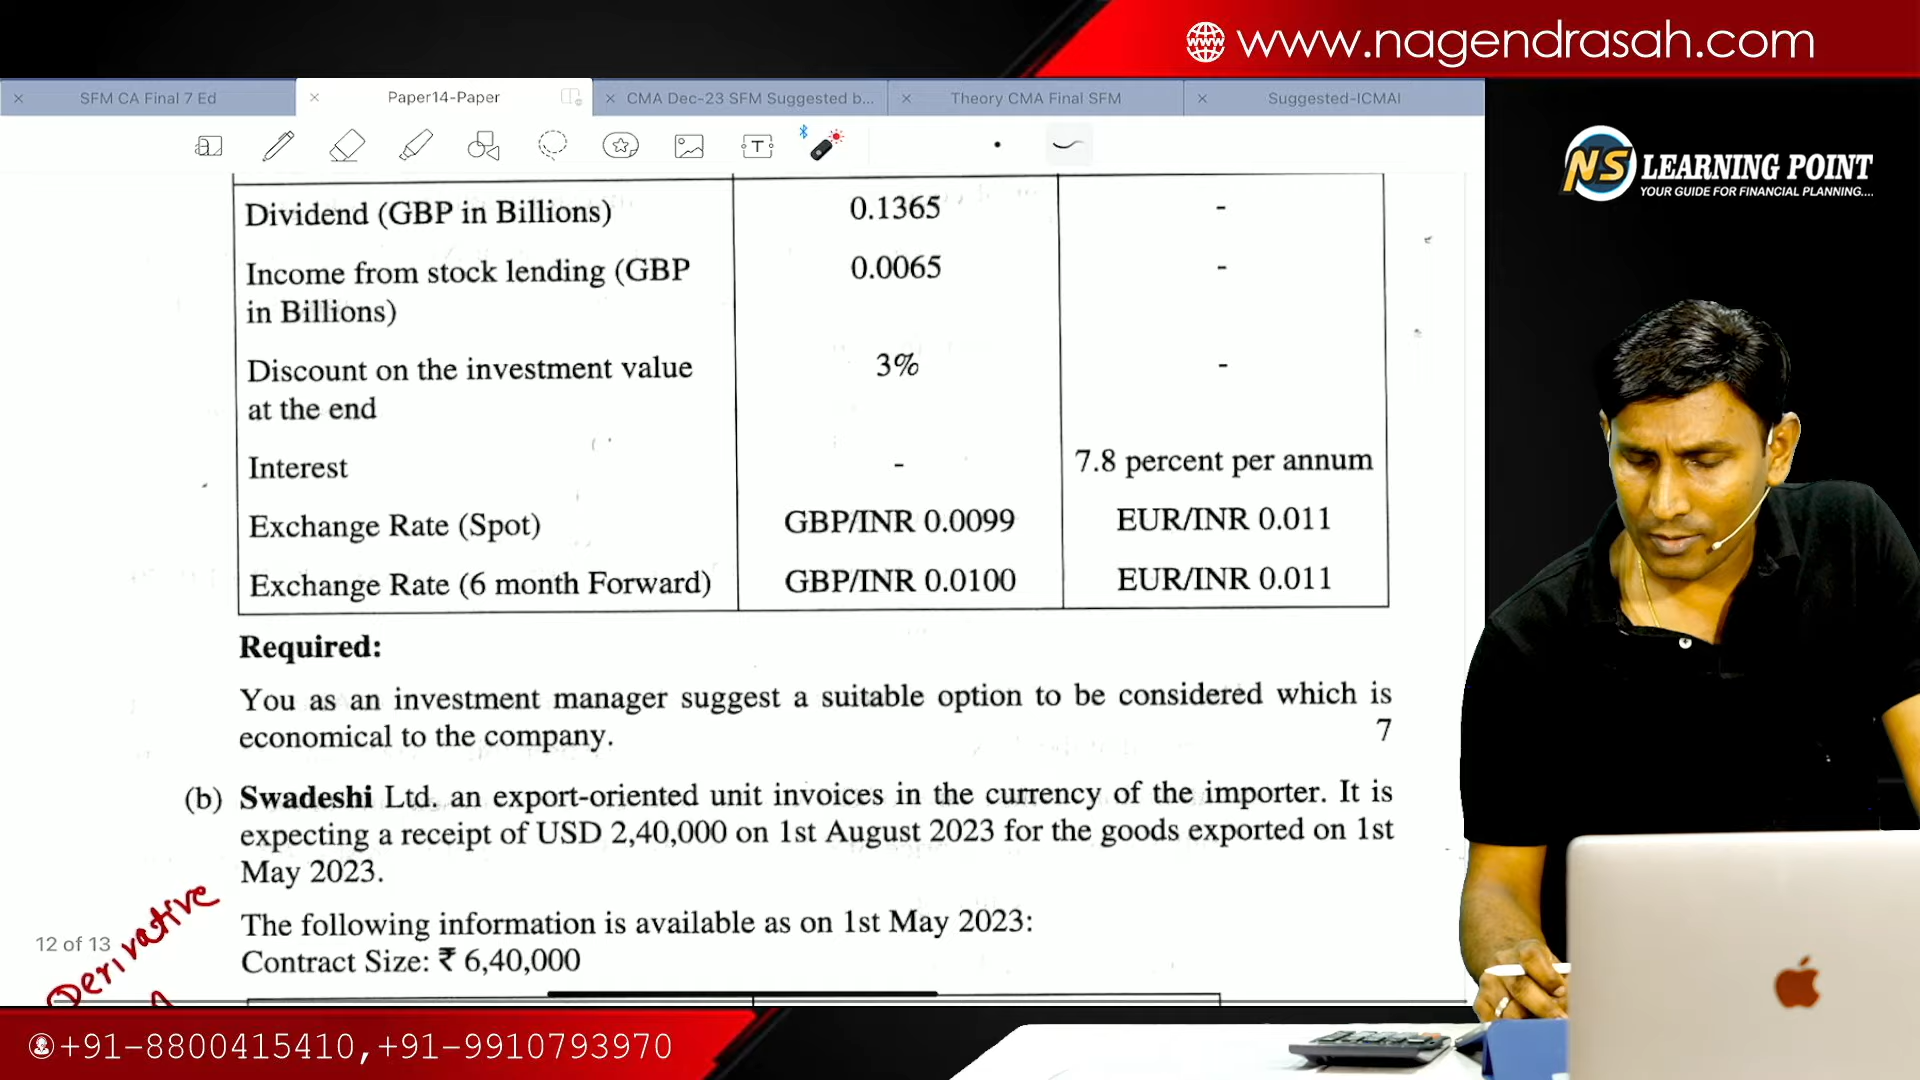 www.nagendrasah.com
SFM CA Final 7 Ed
Paper14-Paper
CMA Dec-23 SFM Suggested b...
Theory CMA Final SFM
Suggested-ICMAI
NS LEARNING POINT
YOUR GUIDE FOR FINANCIAL PLANNING....
Dividend (GBP in Billions) 0.1365 -
Income from stock lending (GBP 0.0065 -
in Billions)
Discount on the investment value 3% -
at the end
Interest - 7.8 percent per annum
Exchange Rate (Spot) GBP/INR 0.0099 EUR/INR 0.011
Exchange Rate (6 month Forward) GBP/INR 0.0100 EUR/INR 0.011
Required:
You as an investment manager suggest a suitable option to be considered which is
economical to the company. 7
(b) Swadeshi Ltd. an export-oriented unit invoices in the currency of the importer. It is
expecting a receipt of USD 2,40,000 on 1st August 2023 for the goods exported on 1st
May 2023.
The following information is available as on 1st May 2023:
Contract Size: ₹ 6,40,000
12 of 13
Derivative
+91-8800415410,+91-9910793970